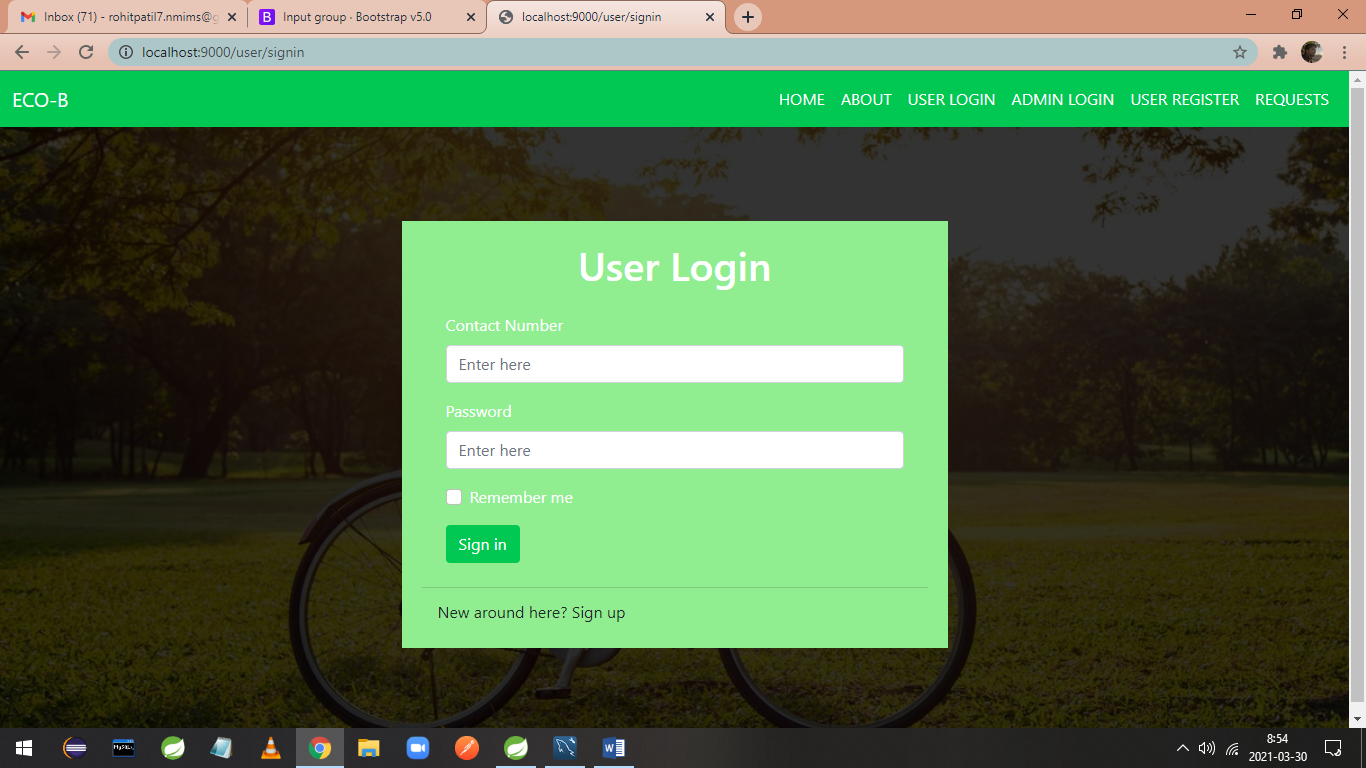 Inbox (71) - rohitpatil7.nmims@g
Input group · Bootstrap v5.0
localhost:9000/user/signin
localhost:9000/user/signin
ECO-B
HOME ABOUT USER LOGIN ADMIN LOGIN USER REGISTER REQUESTS
User Login
Contact Number
Enter here
Password
Enter here
Remember me
Sign in
New around here? Sign up
8:54
2021-03-30